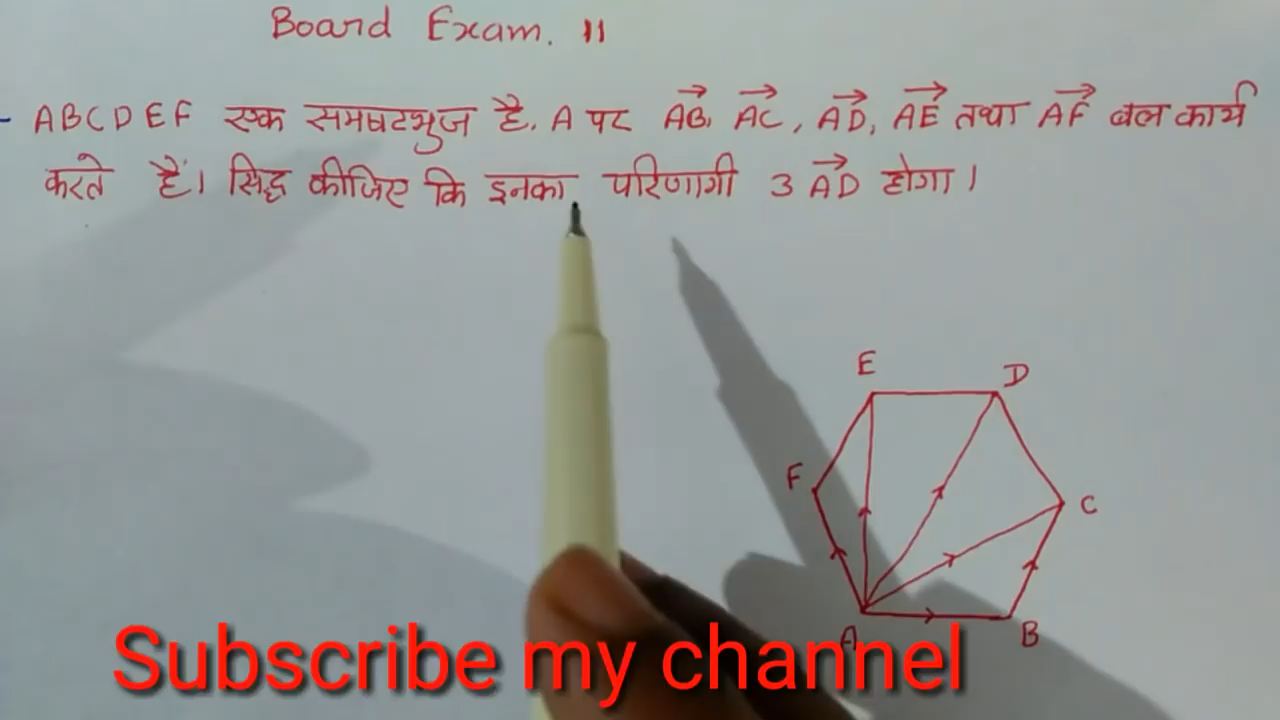 Board Exam. 11
- ABCDEF एक समषटभुज है. A पर AB, AC, AD, AE तथा AF बल कार्य
करते हैं। सिद्ध कीजिए कि इनका परिणागी 3 AD होगा।
E
D
F
C
A
B
Subscribe my channel